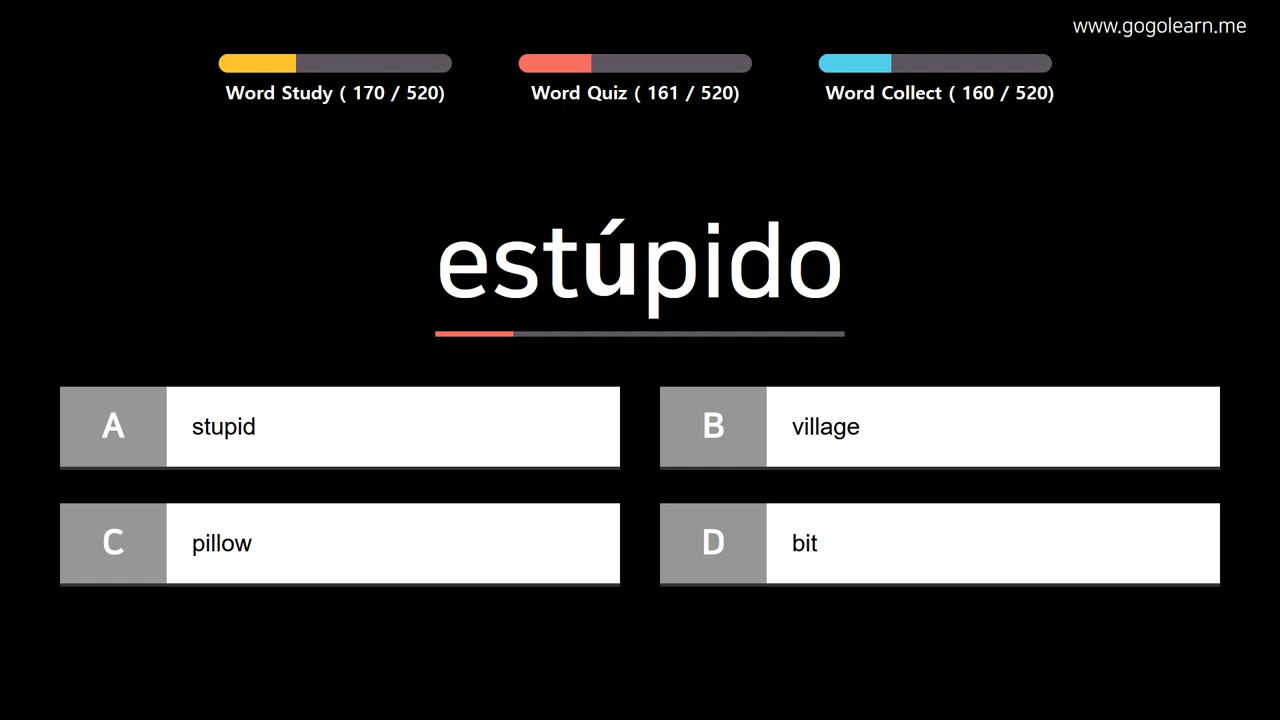 www.gogolearn.me
Word Study ( 170 / 520)
Word Quiz ( 161 / 520)
Word Collect ( 160 / 520)
estúpido
A stupid
B village
C pillow
D bit